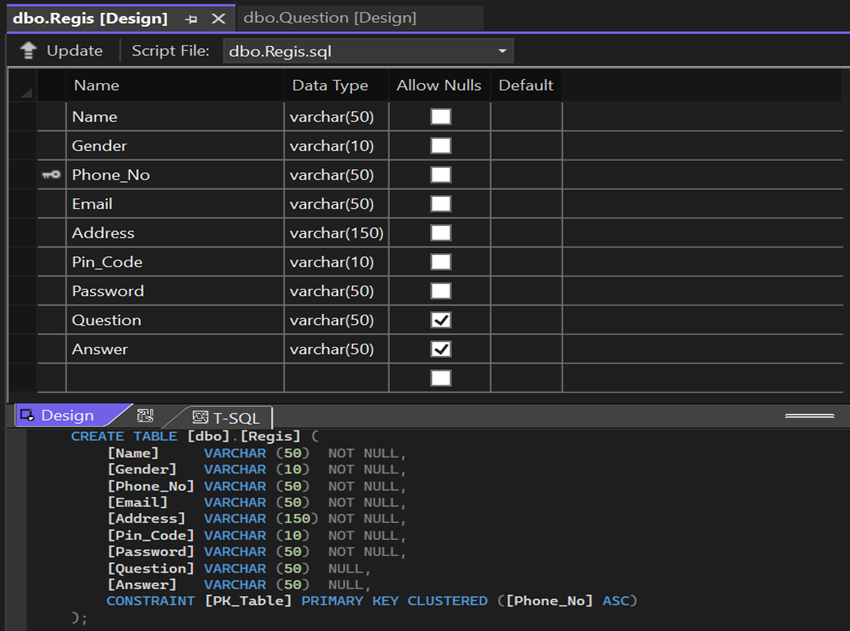 dbo.Regis [Design] dbo.Question [Design]
Update Script File: dbo.Regis.sql
Name Data Type Allow Nulls Default
Name varchar(50)
Gender varchar(10)
Phone_No varchar(50)
Email varchar(50)
Address varchar(150)
Pin_Code varchar(10)
Password varchar(50)
Question varchar(50)
Answer varchar(50)
Design T-SQL
CREATE TABLE [dbo].[Regis] (
[Name] VARCHAR (50) NOT NULL,
[Gender] VARCHAR (10) NOT NULL,
[Phone_No] VARCHAR (50) NOT NULL,
[Email] VARCHAR (50) NOT NULL,
[Address] VARCHAR (150) NOT NULL,
[Pin_Code] VARCHAR (10) NOT NULL,
[Password] VARCHAR (50) NOT NULL,
[Question] VARCHAR (50) NULL,
[Answer] VARCHAR (50) NULL,
CONSTRAINT [PK_Table] PRIMARY KEY CLUSTERED ([Phone_No] ASC)
);